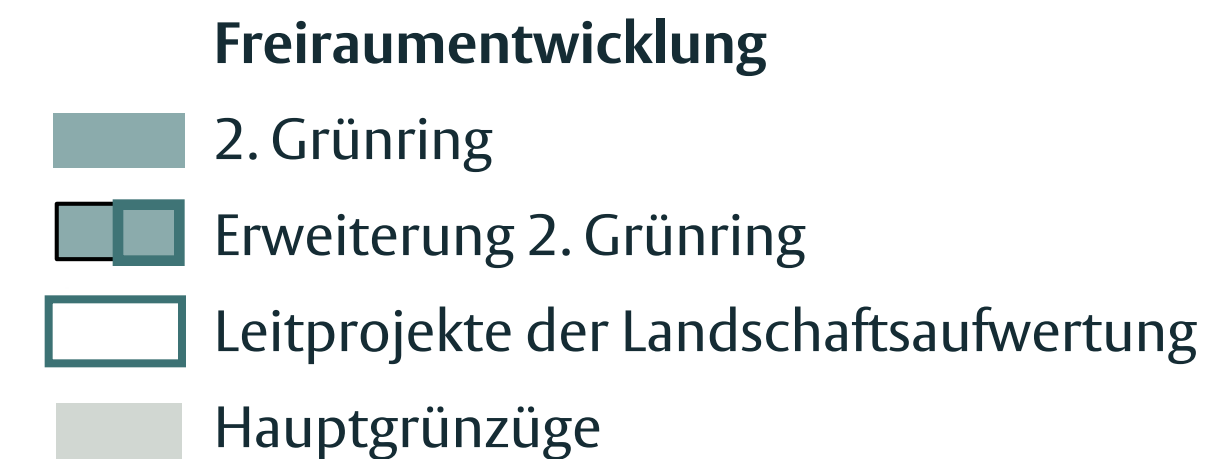 Freiraumentwicklung
2. Grünring
Erweiterung 2. Grünring
Leitprojekte der Landschaftsaufwertung
Hauptgrünzüge